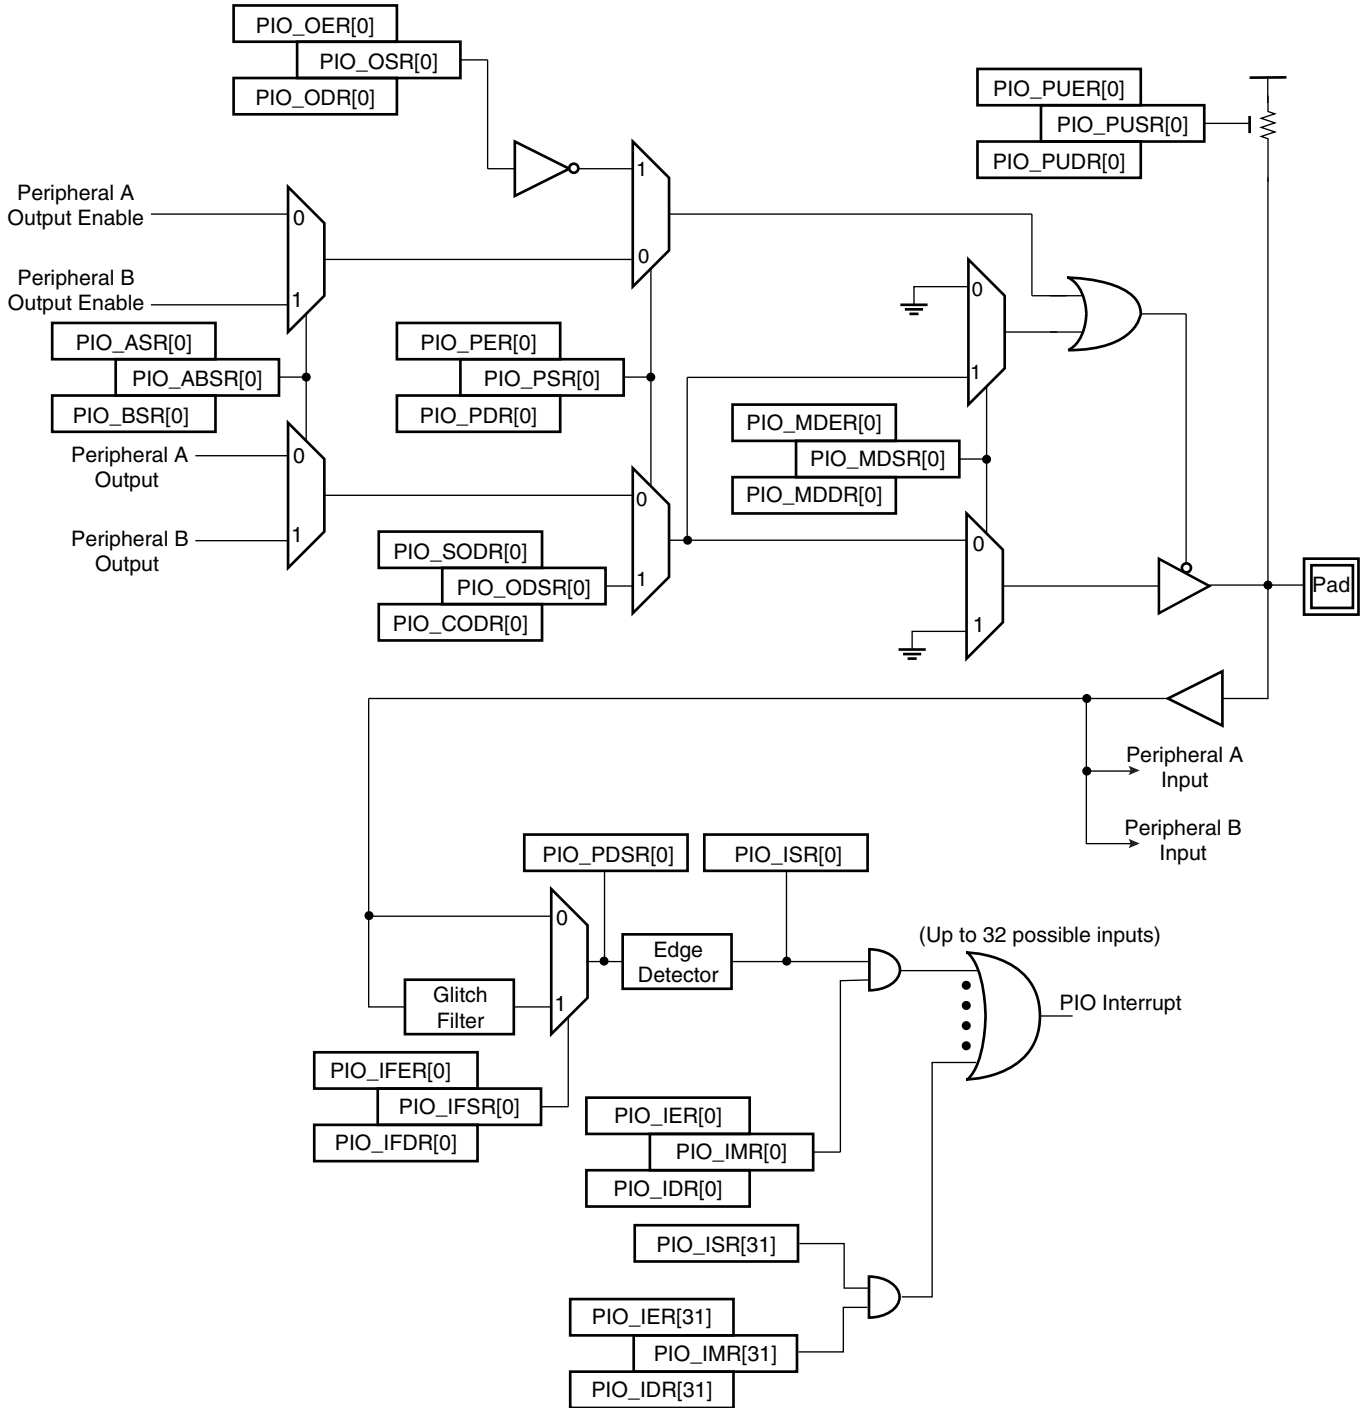 PIO_OER[0]
PIO_OSR[0]
PIO_ODR[0]
PIO_PUER[0]
PIO_PUSR[0]
PIO_PUDR[0]
1
0
Peripheral A
Output Enable
0
Peripheral B
Output Enable
1
PIO_ASR[0]
PIO_ABSR[0]
PIO_BSR[0]
PIO_PER[0]
PIO_PSR[0]
PIO_PDR[0]
0
1
PIO_MDER[0]
PIO_MDSR[0]
PIO_MDDR[0]
Peripheral A
Output
0
Peripheral B
Output
1
0
1
PIO_SODR[0]
PIO_ODSR[0]
PIO_CODR[0]
0
1
Pad
Peripheral A
Input
Peripheral B
Input
PIO_PDSR[0]
PIO_ISR[0]
0
1
Glitch
Filter
Edge
Detector
(Up to 32 possible inputs)
PIO Interrupt
PIO_IFER[0]
PIO_IFSR[0]
PIO_IFDR[0]
PIO_IER[0]
PIO_IMR[0]
PIO_IDR[0]
PIO_ISR[31]
PIO_IER[31]
PIO_IMR[31]
PIO_IDR[31]